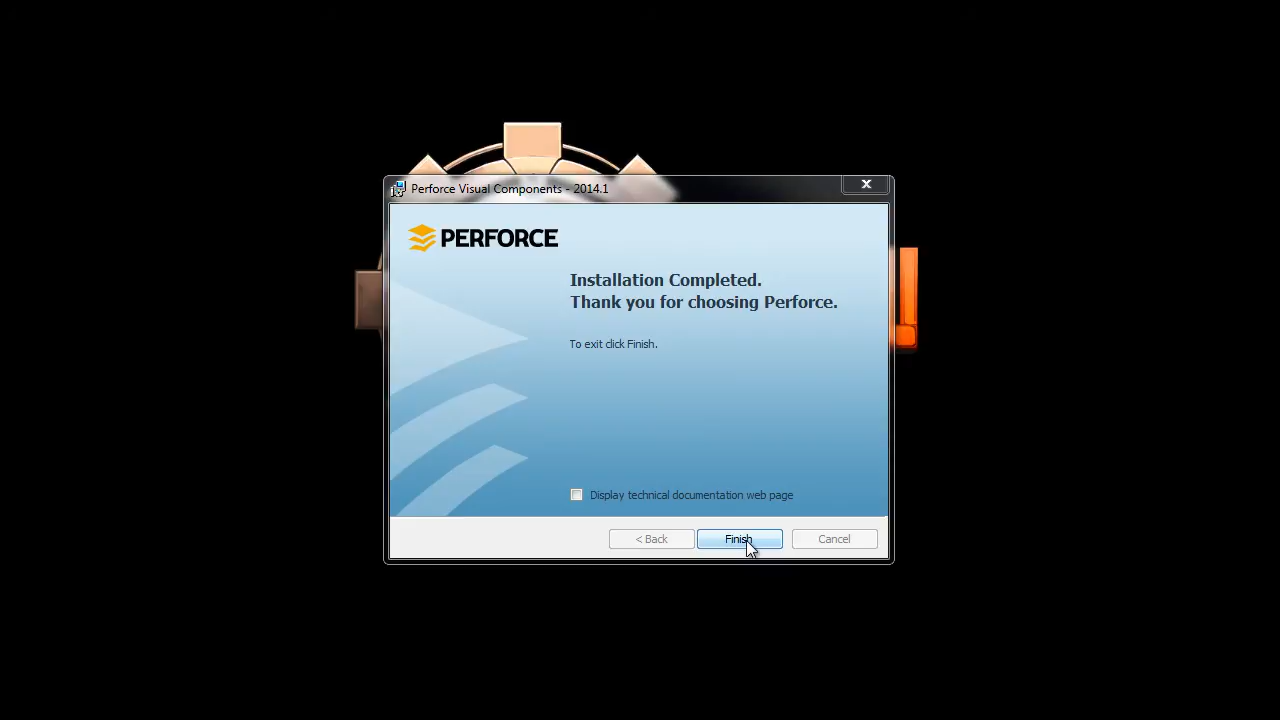 Perforce Visual Components - 2014.1
PERFORCE
Installation Completed.
Thank you for choosing Perforce.
To exit click Finish.
Display technical documentation web page
< Back
Finish
Cancel